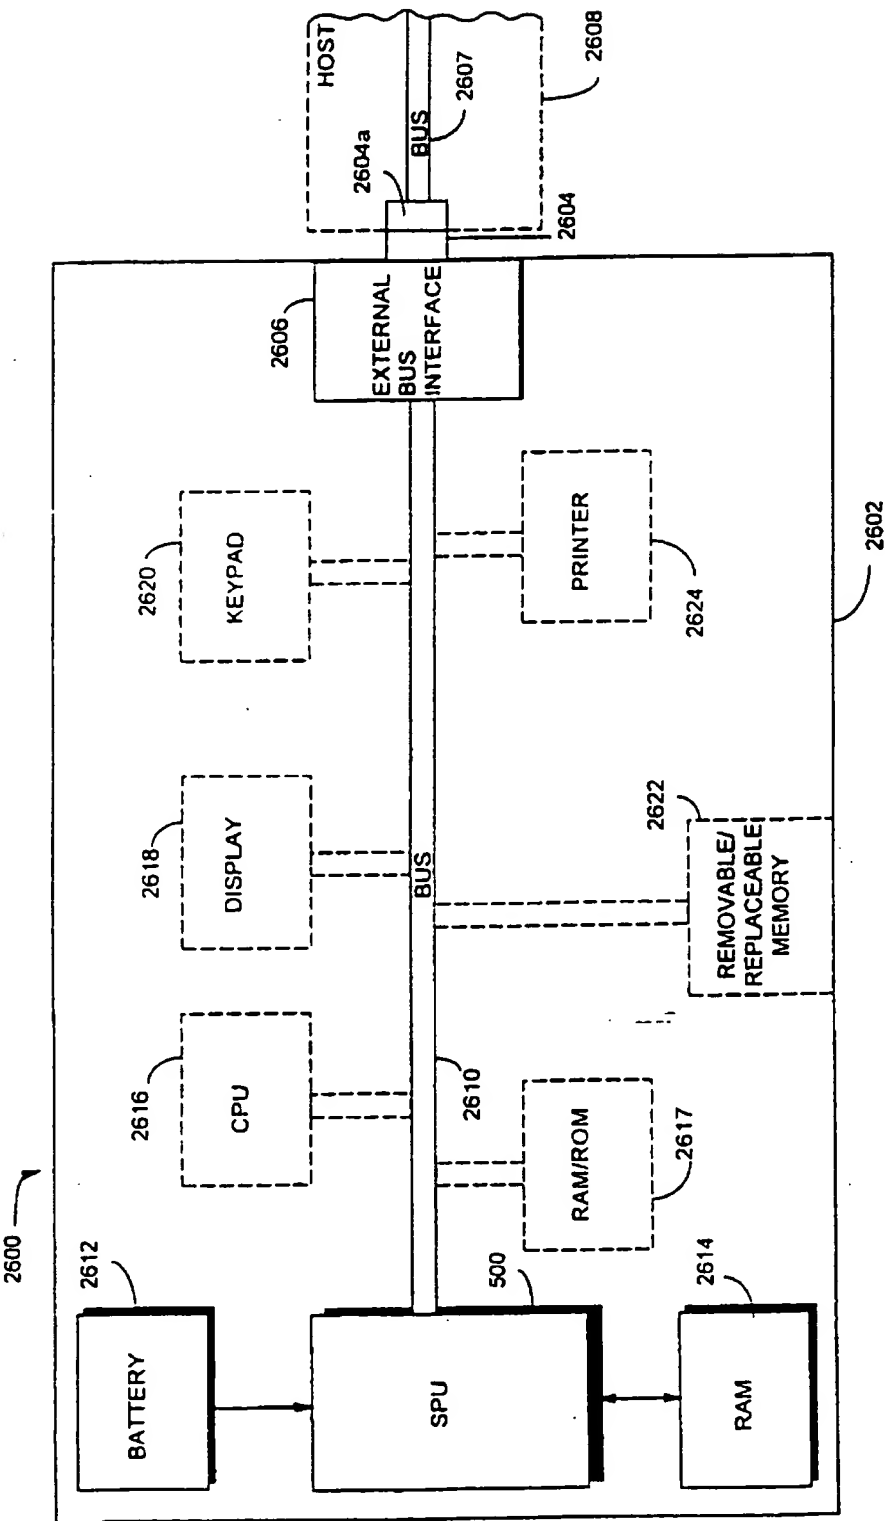 2600
BATTERY
2612
SPU
500
RAM
2614
CPU
2616
RAM/ROM
2617
BUS
2610
DISPLAY
2618
REMOVABLE/
REPLACEABLE
MEMORY
2622
KEYPAD
2620
PRINTER
2624
EXTERNAL
BUS
INTERFACE
2606
2602
2604
2604a
HOST
BUS
2607
2608